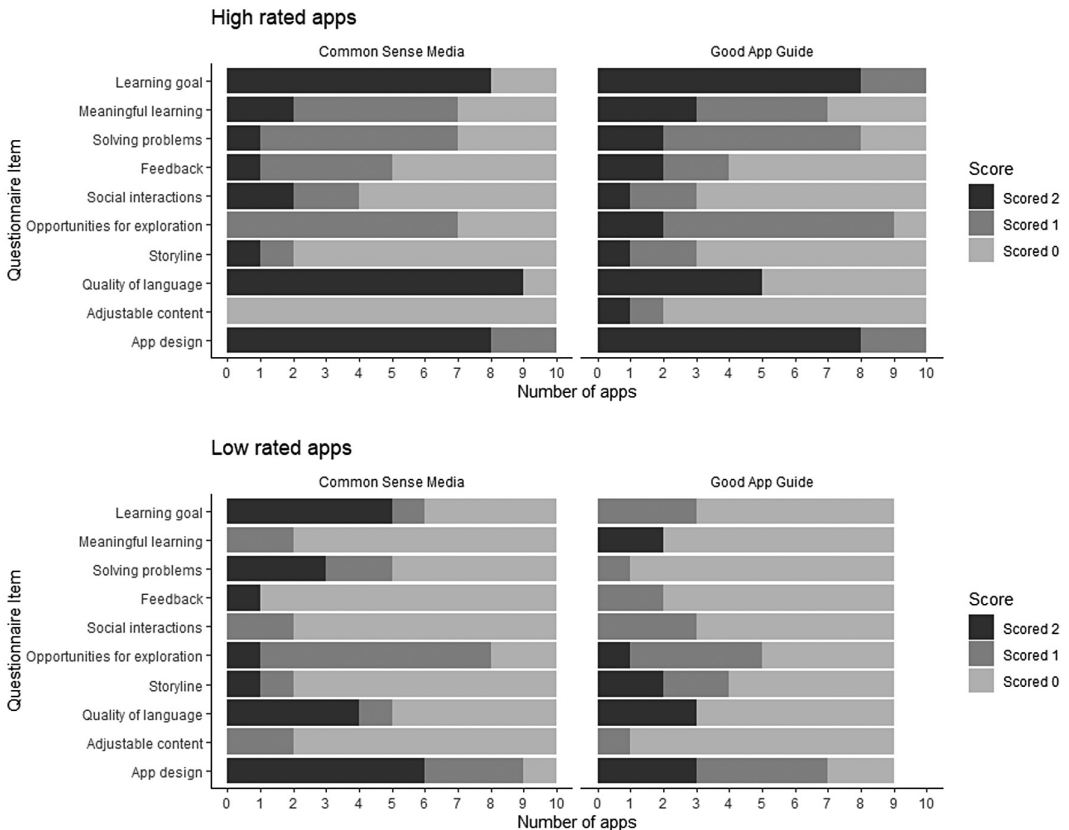 High rated apps
Common Sense Media
Good App Guide
Questionnaire Item
Learning goal
Meaningful learning
Solving problems
Feedback
Social interactions
Opportunities for exploration
Storyline
Quality of language
Adjustable content
App design
0 1 2 3 4 5 6 7 8 9 10
0 1 2 3 4 5 6 7 8 9 10
Number of apps
Score
Scored 2
Scored 1
Scored 0
Low rated apps
Common Sense Media
Good App Guide
Questionnaire Item
Learning goal
Meaningful learning
Solving problems
Feedback
Social interactions
Opportunities for exploration
Storyline
Quality of language
Adjustable content
App design
0 1 2 3 4 5 6 7 8 9 10
0 1 2 3 4 5 6 7 8 9 10
Number of apps
Score
Scored 2
Scored 1
Scored 0